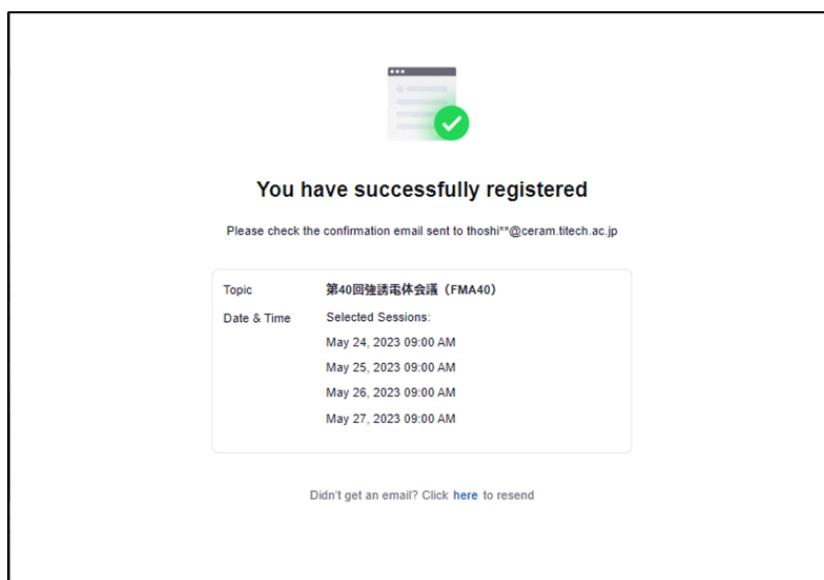 You have successfully registered
Please check the confirmation email sent to thoshi**@ceram.titech.ac.jp
Topic 第40回強誘電体会議（FMA40）
Date & Time Selected Sessions:
May 24, 2023 09:00 AM
May 25, 2023 09:00 AM
May 26, 2023 09:00 AM
May 27, 2023 09:00 AM
Didn't get an email? Click here to resend